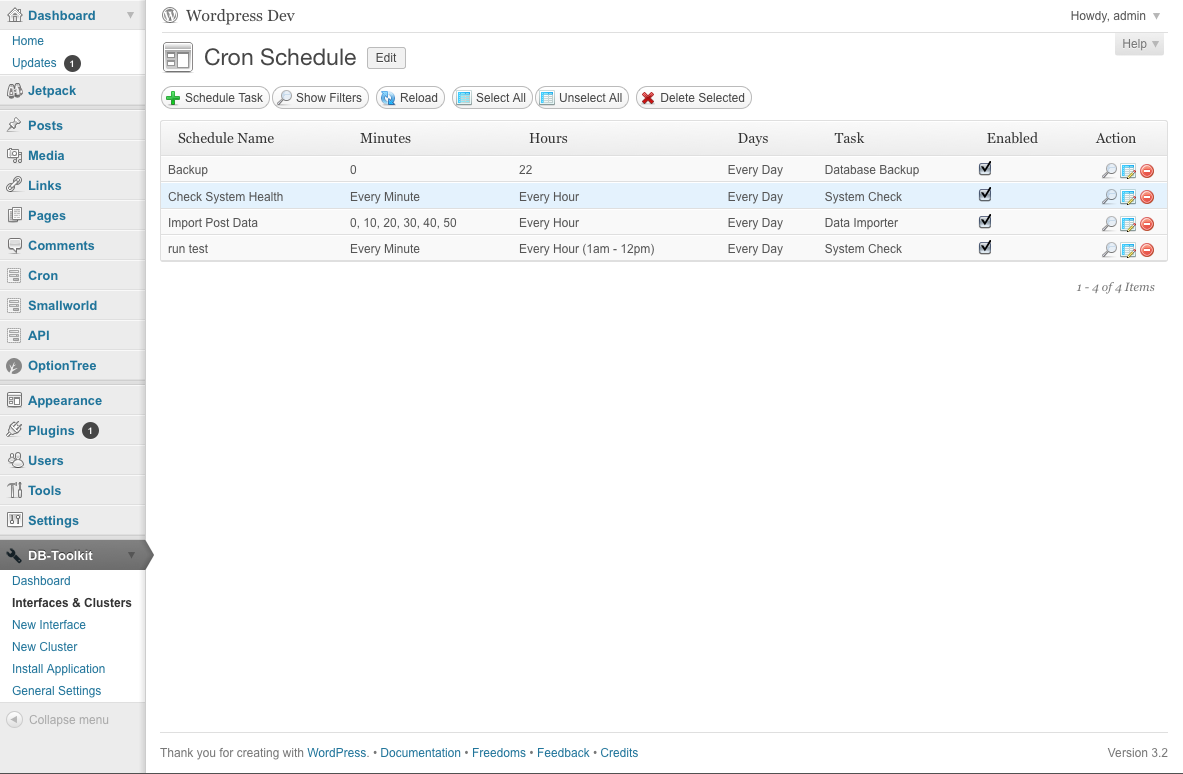 Dashboard
Home
Updates 1
Jetpack
Posts
Media
Links
Pages
Comments
Cron
Smallworld
API
OptionTree
Appearance
Plugins 1
Users
Tools
Settings
DB-Toolkit
Dashboard
Interfaces & Clusters
New Interface
New Cluster
Install Application
General Settings
Collapse menu
Wordpress Dev
Howdy, admin
Help
Cron Schedule Edit
Schedule Task Show Filters Reload Select All Unselect All Delete Selected
Schedule Name Minutes Hours Days Task Enabled Action
Backup 0 22 Every Day Database Backup
Check System Health Every Minute Every Hour Every Day System Check
Import Post Data 0, 10, 20, 30, 40, 50 Every Hour Every Day Data Importer
run test Every Minute Every Hour (1am - 12pm) Every Day System Check
1 - 4 of 4 Items
Thank you for creating with WordPress. • Documentation • Freedoms • Feedback • Credits
Version 3.2